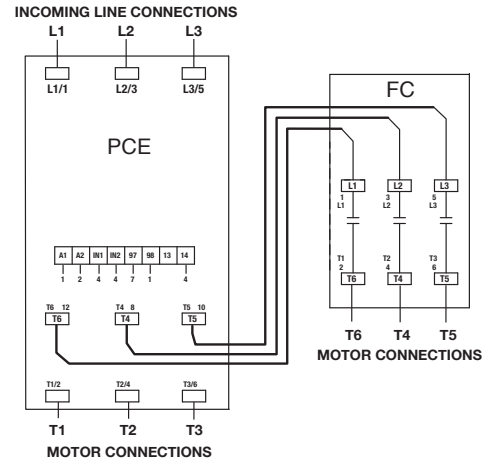 INCOMING LINE CONNECTIONS
L1 L2 L3
L1/1 L2/3 L3/5
PCE
A1 A2 IN1 IN2 97 98 13 14
1 2 4 4 7 1 4
T6 12 T4 8 T5 10
T6 T4 T5
T1/2 T2/4 T3/6
T1 T2 T3
MOTOR CONNECTIONS
FC
L1 L2 L3
1 3 5
L1 L2 L3
T1 T2 T3
2 4 6
T6 T4 T5
T6 T4 T5
MOTOR CONNECTIONS